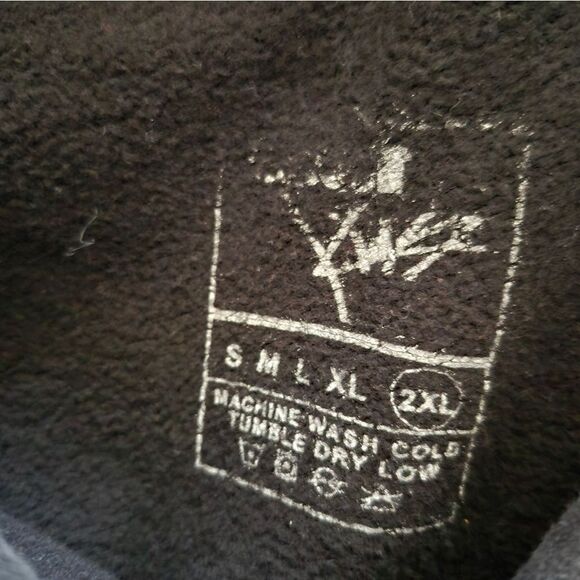 S M L XL 2XL
MACHINE WASH COLD
TUMBLE DRY LOW